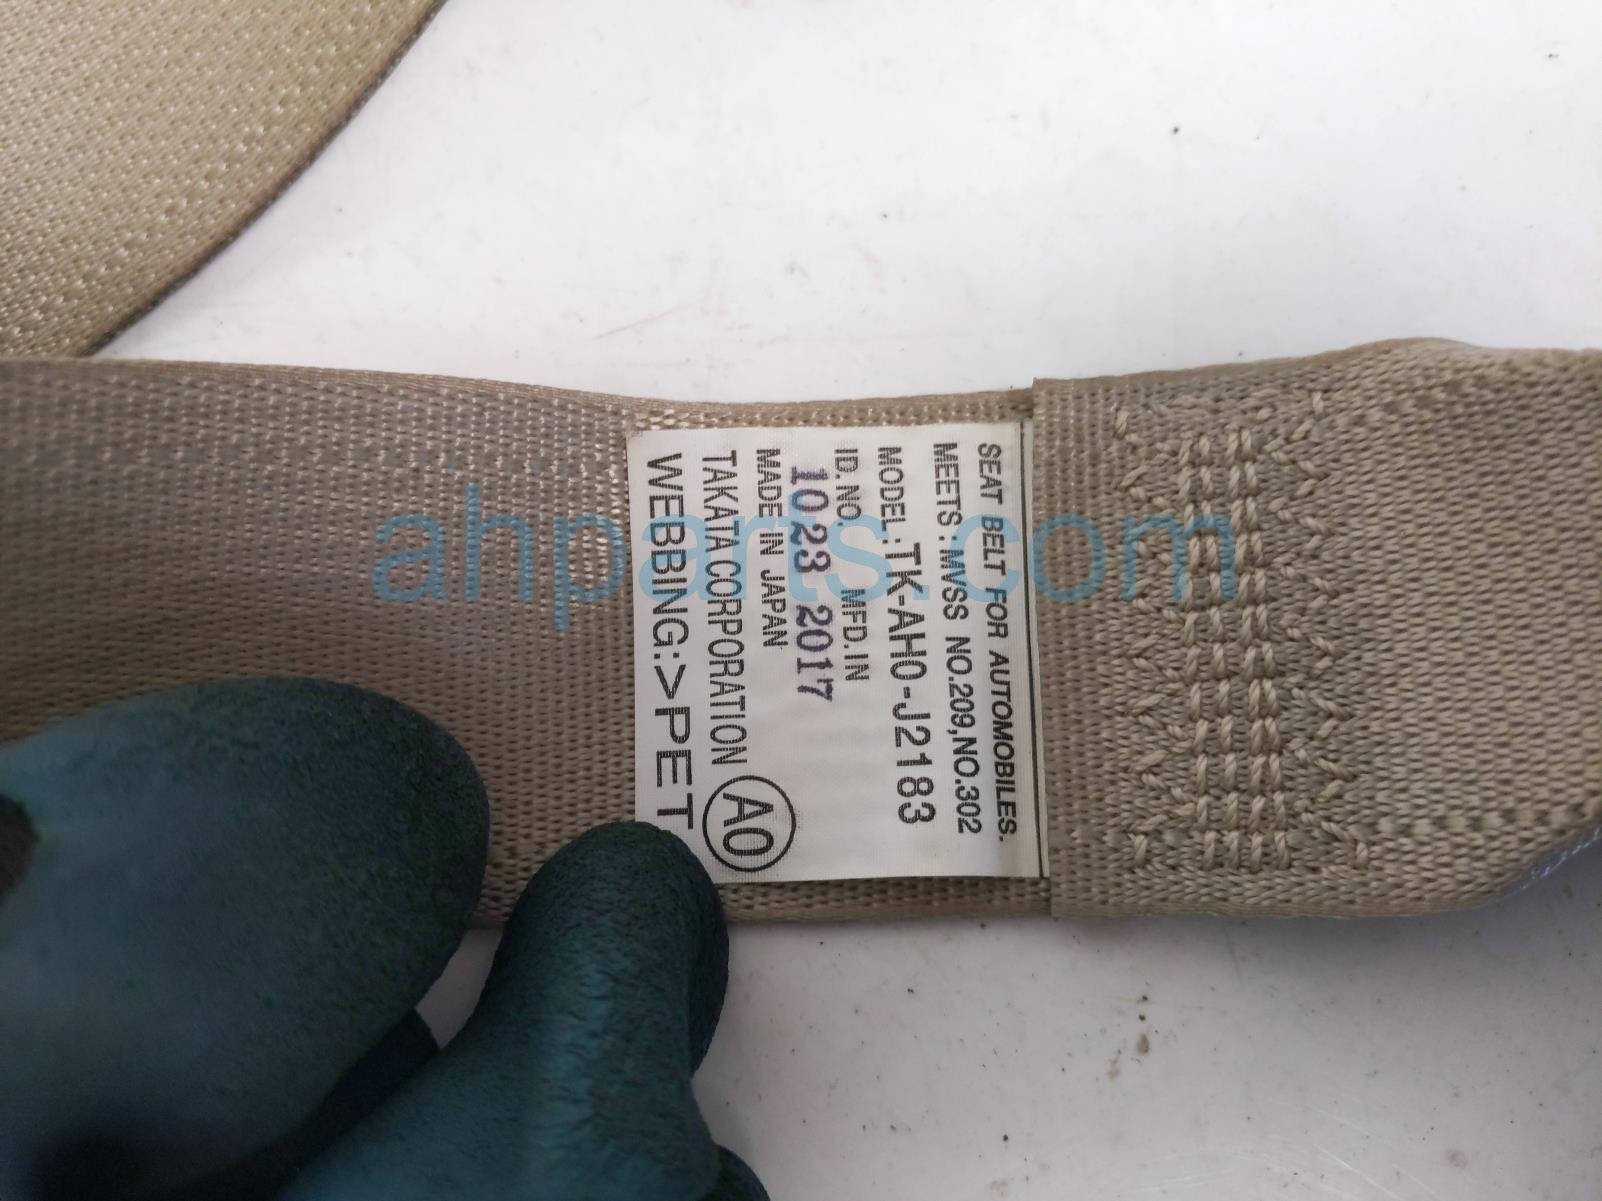 SEAT BELT FOR AUTOMOBILES.
MEETS : MVSS NO.209,NO.302
MODEL : TK-AH0-J2183
ID. NO. MFD. IN
1023 2017
MADE IN JAPAN
TAKATA CORPORATION A0
WEBBING:>PET
ahparts.com